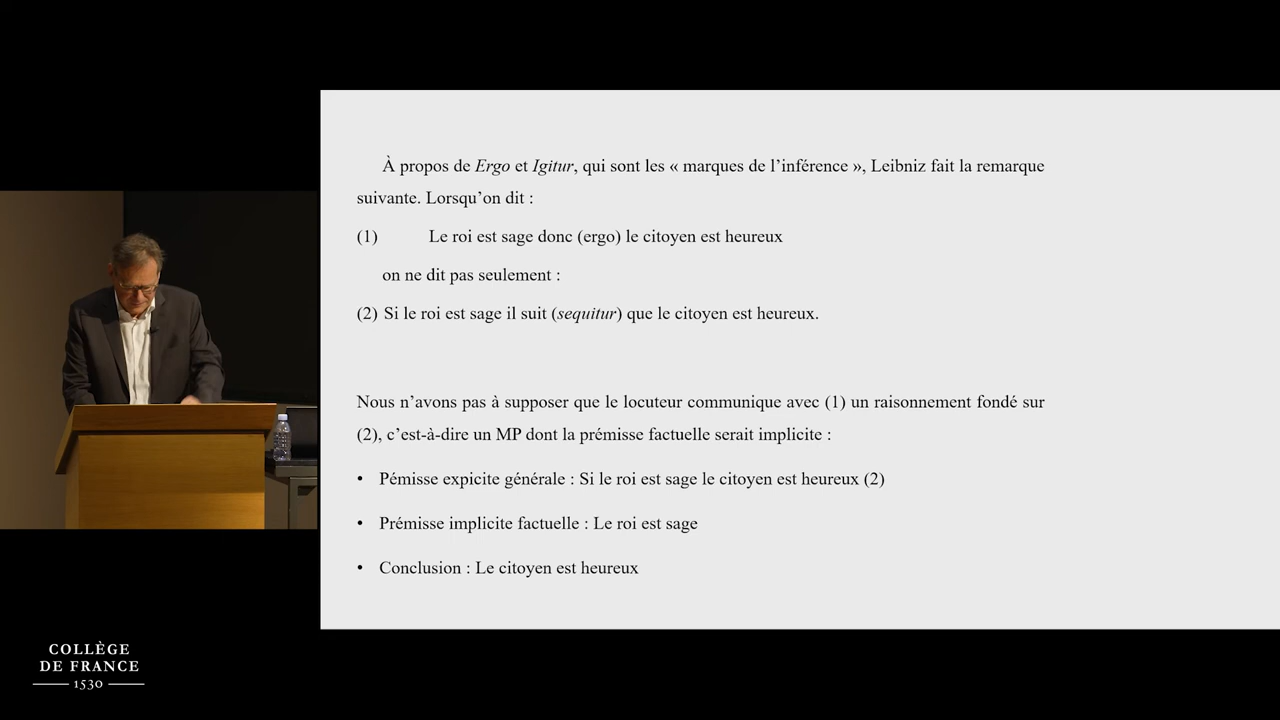 À propos de Ergo et Igitur, qui sont les « marques de l’inférence », Leibniz fait la remarque
suivante. Lorsqu’on dit :
(1) Le roi est sage donc (ergo) le citoyen est heureux
on ne dit pas seulement :
(2) Si le roi est sage il suit (sequitur) que le citoyen est heureux.
Nous n’avons pas à supposer que le locuteur communique avec (1) un raisonnement fondé sur
(2), c’est-à-dire un MP dont la prémisse factuelle serait implicite :
• Pémisse expicite générale : Si le roi est sage le citoyen est heureux (2)
• Prémisse implicite factuelle : Le roi est sage
• Conclusion : Le citoyen est heureux
COLLÈGE
DE FRANCE
1530